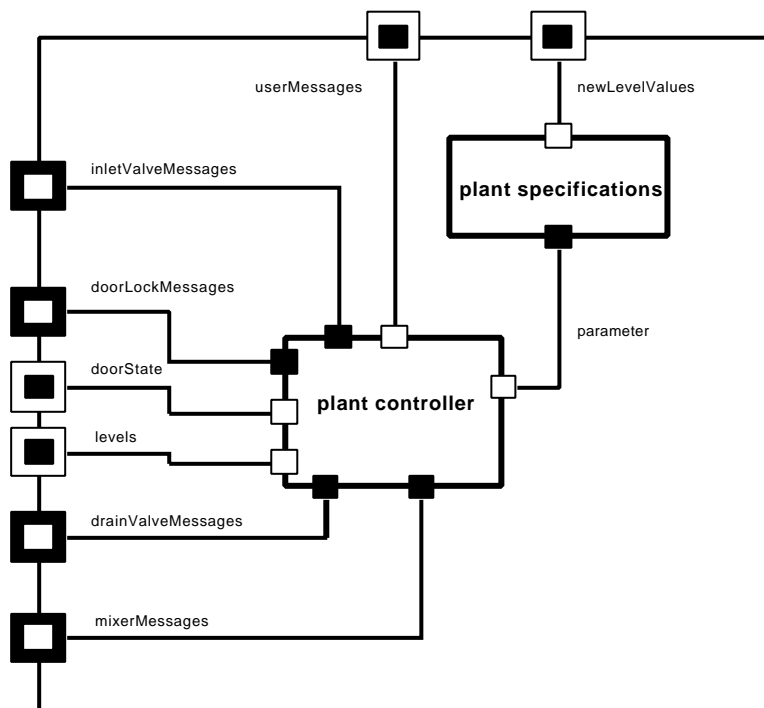 userMessages
newLevelValues
inletValveMessages
plant specifications
doorLockMessages
parameter
doorState
plant controller
levels
drainValveMessages
mixerMessages